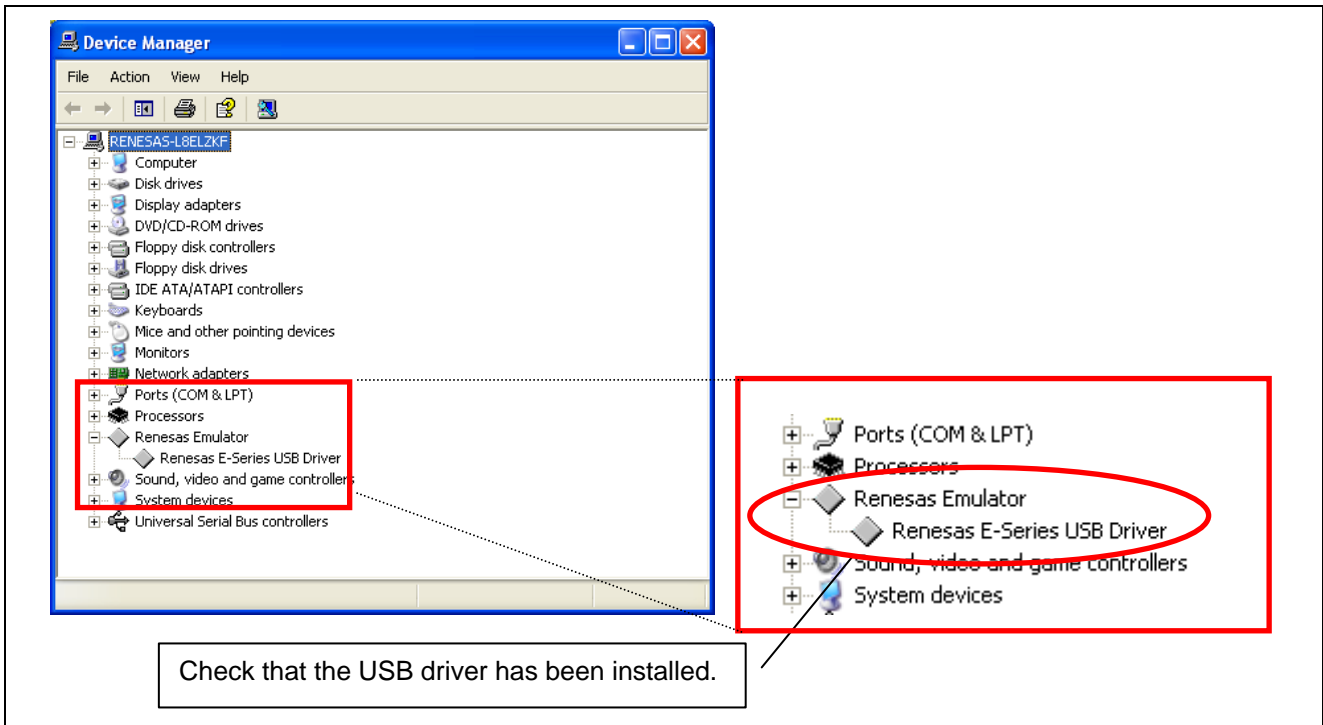 Device Manager
File Action View Help
RENESAS-L8ELZKF
Computer
Disk drives
Display adapters
DVD/CD-ROM drives
Floppy disk controllers
Floppy disk drives
IDE ATA/ATAPI controllers
Keyboards
Mice and other pointing devices
Monitors
Network adapters
Ports (COM & LPT)
Processors
Renesas Emulator
Renesas E-Series USB Driver
Sound, video and game controllers
System devices
Universal Serial Bus controllers
Ports (COM & LPT)
Processors
Renesas Emulator
Renesas E-Series USB Driver
Sound, video and game controllers
System devices
Check that the USB driver has been installed.